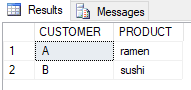 Results Messages
CUSTOMER PRODUCT
1 A ramen
2 B sushi